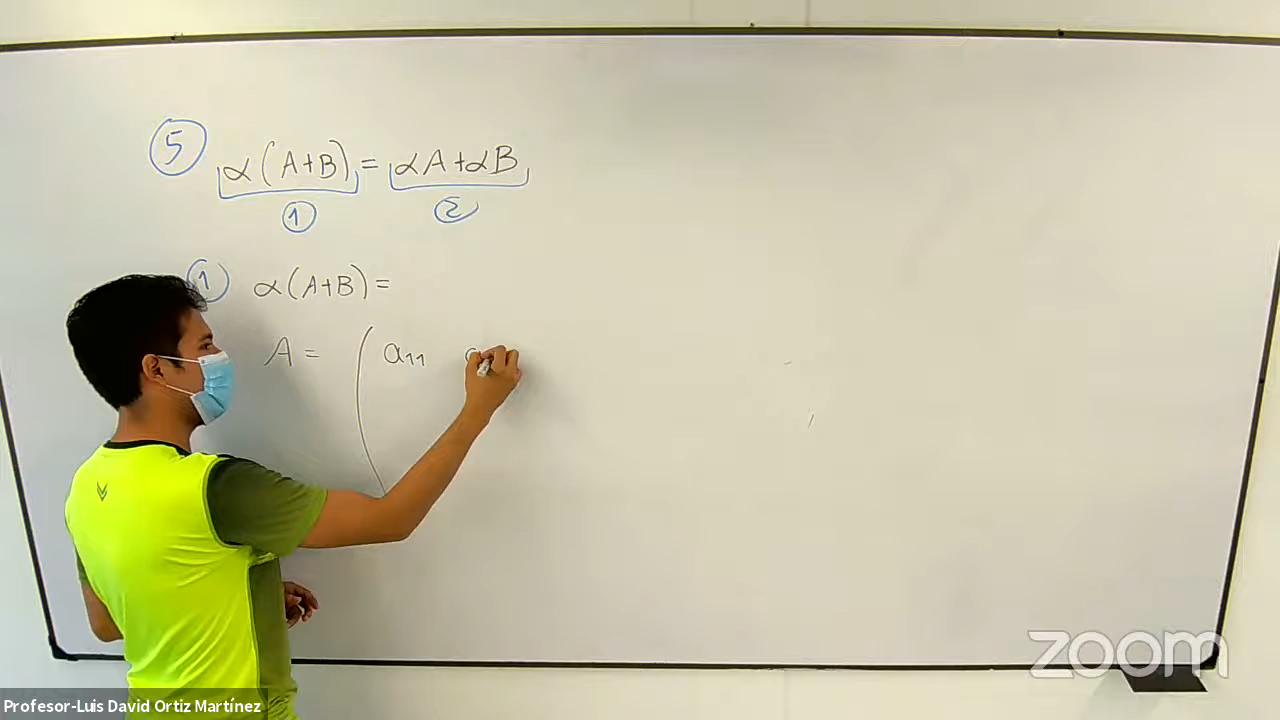 5 α(A+B) = αA+αB
1 2
1 α(A+B) =
A = ( a11 a
zoom
Profesor-Luis David Ortiz Martínez